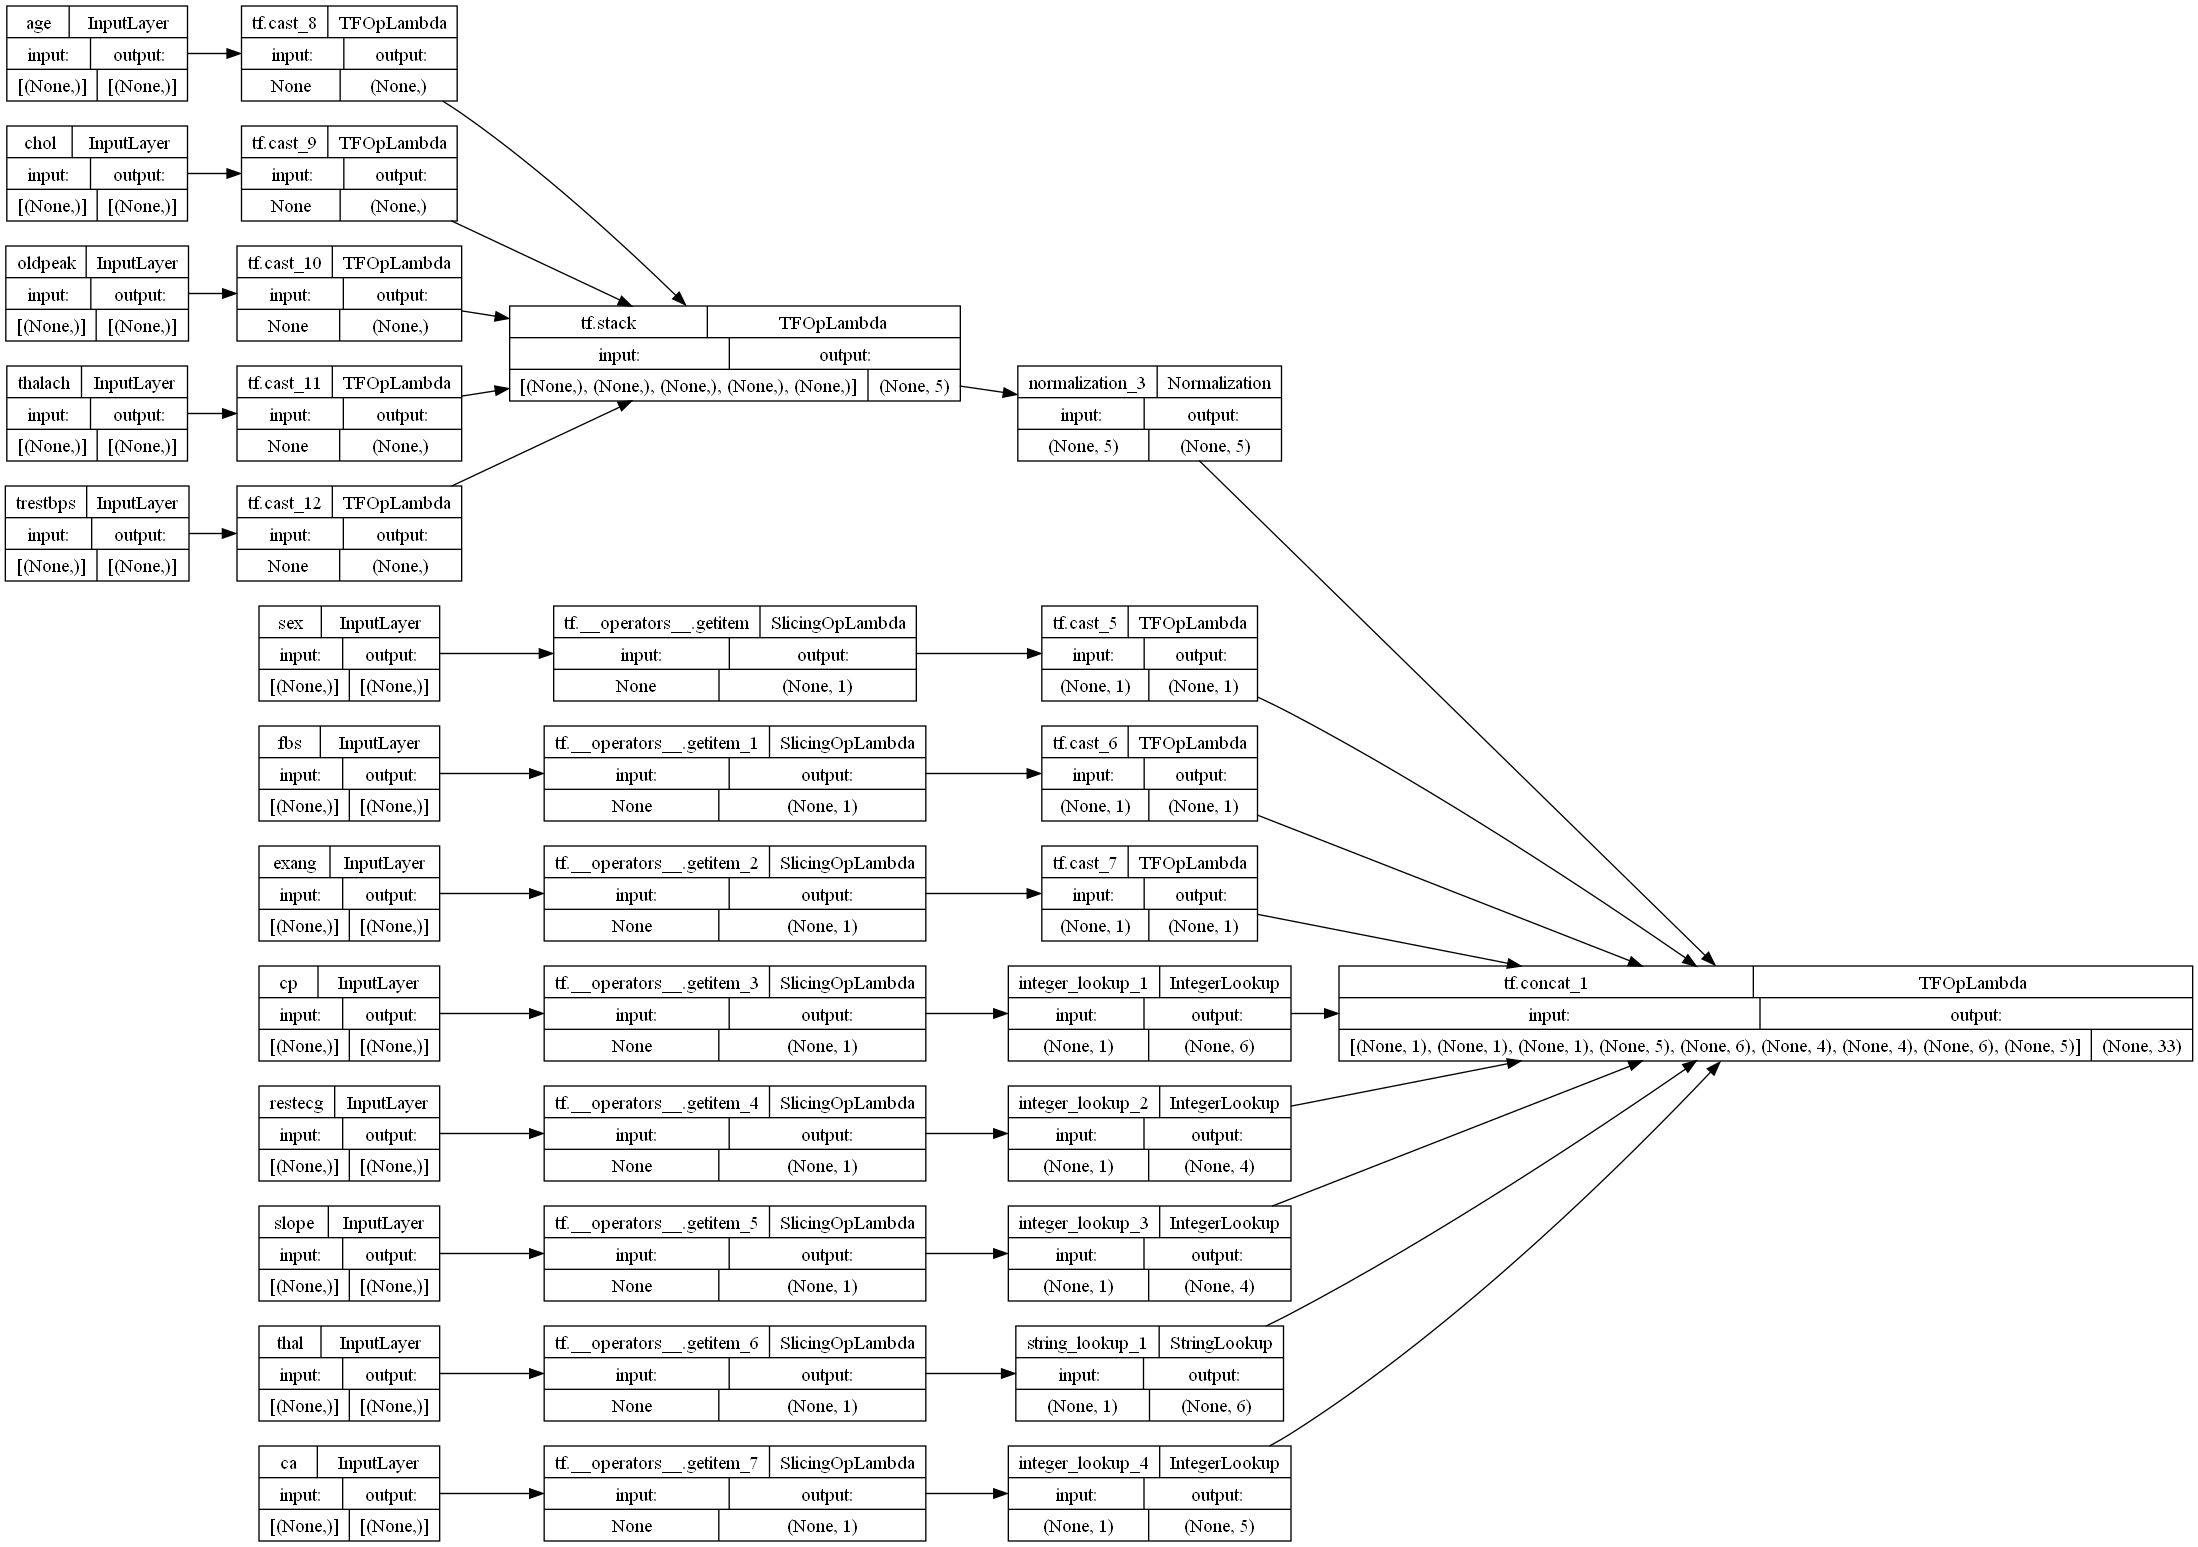 age InputLayer
input: output:
[(None,)] [(None,)]
tf.cast_8 TFOpLambda
input: output:
None (None,)
chol InputLayer
input: output:
[(None,)] [(None,)]
tf.cast_9 TFOpLambda
input: output:
None (None,)
oldpeak InputLayer
input: output:
[(None,)] [(None,)]
tf.cast_10 TFOpLambda
input: output:
None (None,)
thalach InputLayer
input: output:
[(None,)] [(None,)]
tf.cast_11 TFOpLambda
input: output:
None (None,)
trestbps InputLayer
input: output:
[(None,)] [(None,)]
tf.cast_12 TFOpLambda
input: output:
None (None,)
tf.stack TFOpLambda
input: output:
[(None,), (None,), (None,), (None,), (None,)] (None, 5)
normalization_3 Normalization
input: output:
(None, 5) (None, 5)
sex InputLayer
input: output:
[(None,)] [(None,)]
tf.__operators__.getitem SlicingOpLambda
input: output:
None (None, 1)
tf.cast_5 TFOpLambda
input: output:
(None, 1) (None, 1)
fbs InputLayer
input: output:
[(None,)] [(None,)]
tf.__operators__.getitem_1 SlicingOpLambda
input: output:
None (None, 1)
tf.cast_6 TFOpLambda
input: output:
(None, 1) (None, 1)
exang InputLayer
input: output:
[(None,)] [(None,)]
tf.__operators__.getitem_2 SlicingOpLambda
input: output:
None (None, 1)
tf.cast_7 TFOpLambda
input: output:
(None, 1) (None, 1)
cp InputLayer
input: output:
[(None,)] [(None,)]
tf.__operators__.getitem_3 SlicingOpLambda
input: output:
None (None, 1)
integer_lookup_1 IntegerLookup
input: output:
(None, 1) (None, 6)
tf.concat_1 TFOpLambda
input: output:
[(None, 1), (None, 1), (None, 1), (None, 5), (None, 6), (None, 4), (None, 4), (None, 6), (None, 5)] (None, 33)
restecg InputLayer
input: output:
[(None,)] [(None,)]
tf.__operators__.getitem_4 SlicingOpLambda
input: output:
None (None, 1)
integer_lookup_2 IntegerLookup
input: output:
(None, 1) (None, 4)
slope InputLayer
input: output:
[(None,)] [(None,)]
tf.__operators__.getitem_5 SlicingOpLambda
input: output:
None (None, 1)
integer_lookup_3 IntegerLookup
input: output:
(None, 1) (None, 4)
thal InputLayer
input: output:
[(None,)] [(None,)]
tf.__operators__.getitem_6 SlicingOpLambda
input: output:
None (None, 1)
string_lookup_1 StringLookup
input: output:
(None, 1) (None, 6)
ca InputLayer
input: output:
[(None,)] [(None,)]
tf.__operators__.getitem_7 SlicingOpLambda
input: output:
None (None, 1)
integer_lookup_4 IntegerLookup
input: output:
(None, 1) (None, 5)